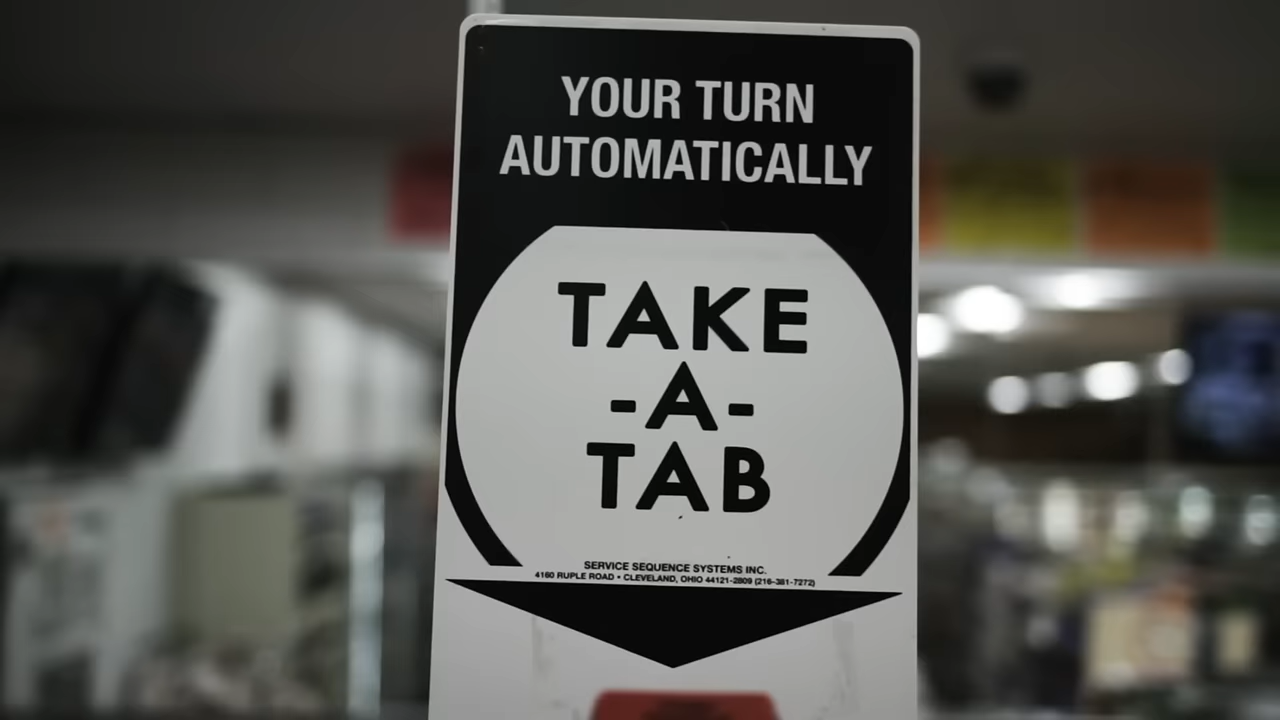 YOUR TURN
AUTOMATICALLY
TAKE
-A-
TAB
SERVICE SEQUENCE SYSTEMS INC.
4160 RUPLE ROAD • CLEVELAND, OHIO 44121-2809 (216-381-7272)